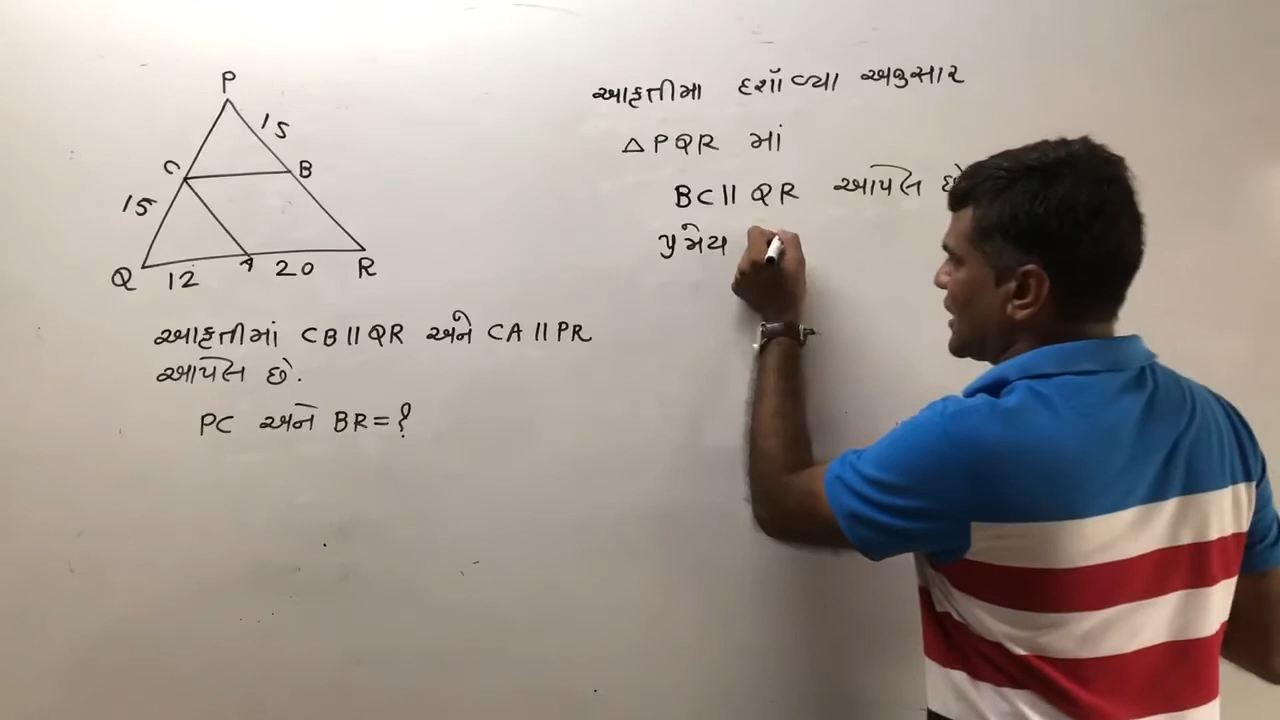 P
15
C
B
15
Q
12
A
20
R
આકૃતીમાં CB || QR અને CA || PR
આપેલ છે.
PC અને BR = ?
આકૃતીમા દર્શાવ્યા અનુસાર
△PQR માં
BC || QR આપેલ છે
પ્રમેય